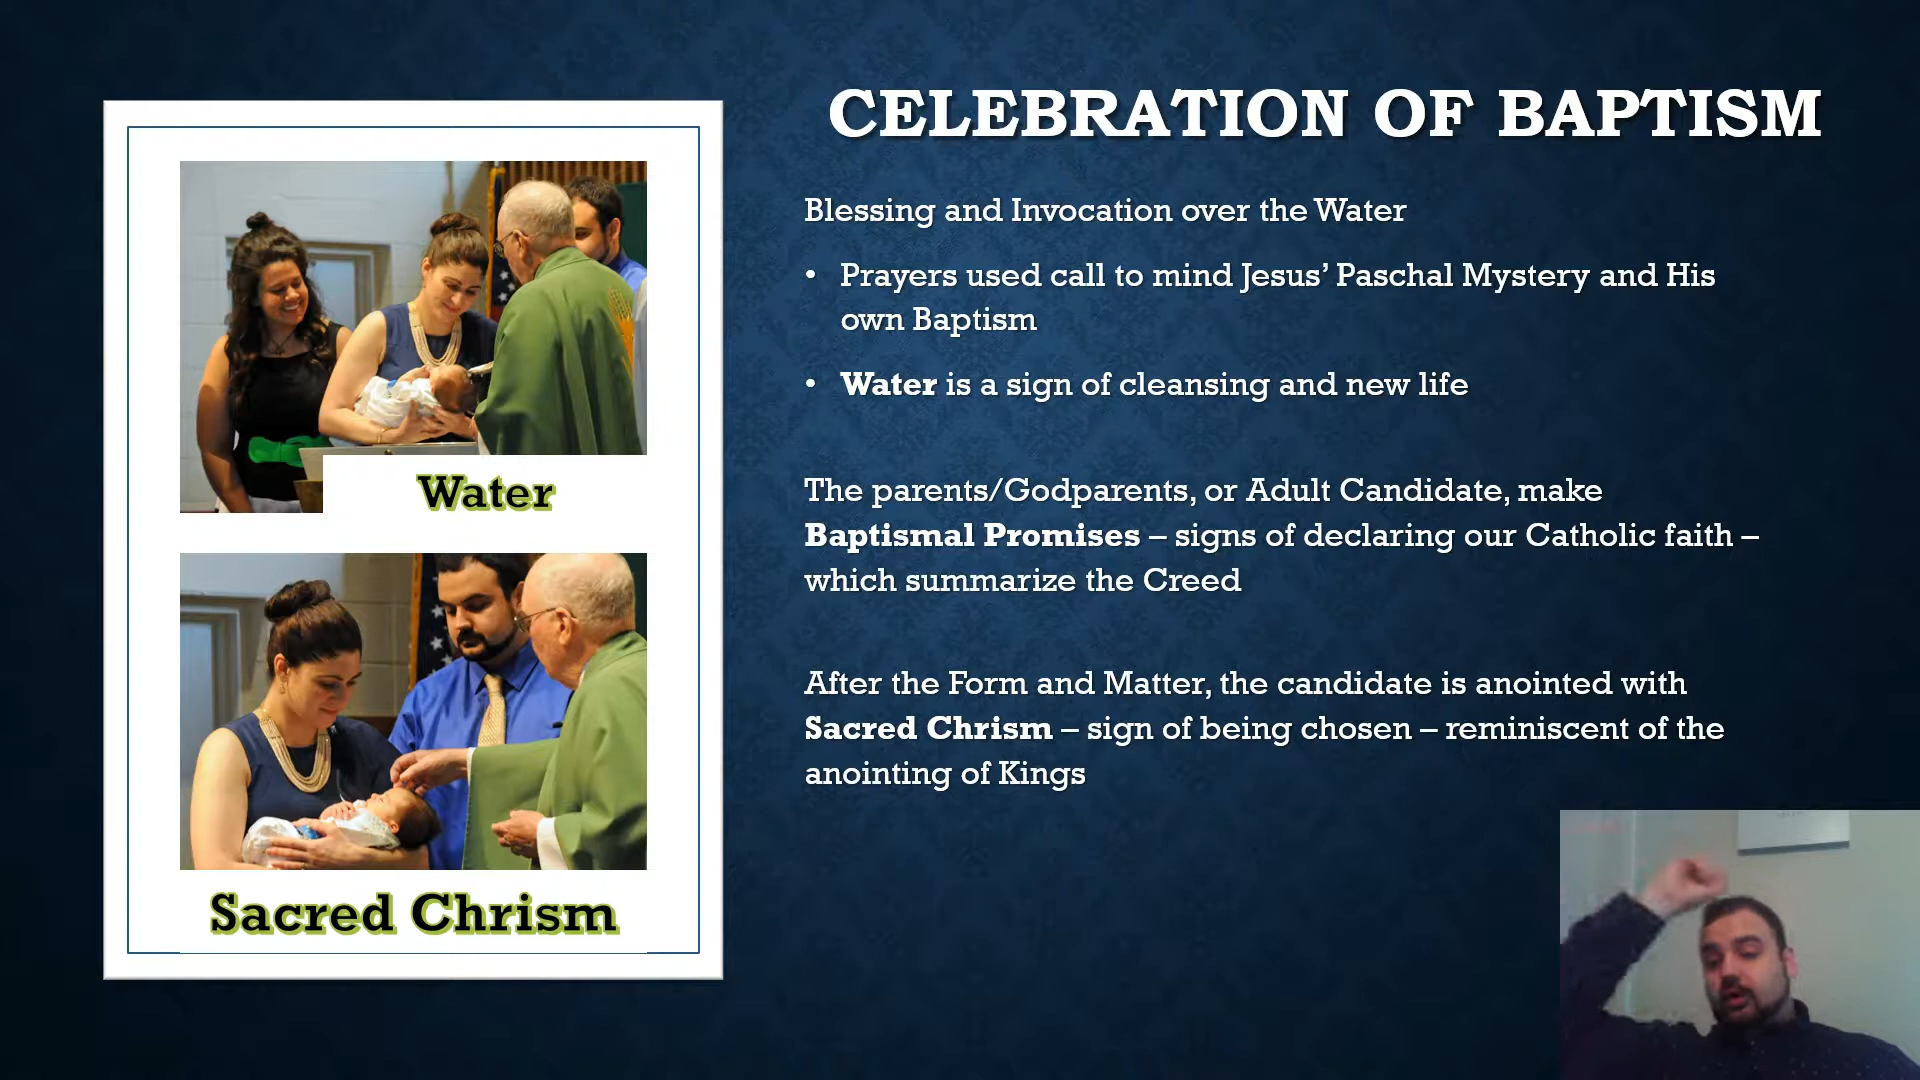 CELEBRATION OF BAPTISM
Blessing and Invocation over the Water
• Prayers used call to mind Jesus’ Paschal Mystery and His
own Baptism
• Water is a sign of cleansing and new life
The parents/Godparents, or Adult Candidate, make
Baptismal Promises – signs of declaring our Catholic faith –
which summarize the Creed
After the Form and Matter, the candidate is anointed with
Sacred Chrism – sign of being chosen – reminiscent of the
anointing of Kings
Water
Sacred Chrism